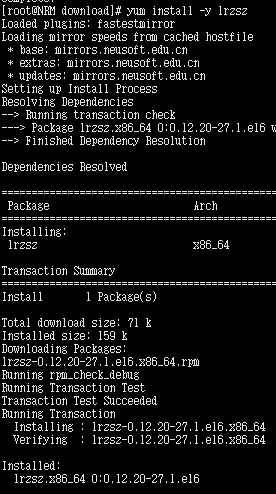 Complete!
[root@NRM download]# yum install -y lrzsz
Loaded plugins: fastestmirror
Loading mirror speeds from cached hostfile
* base: mirrors.neusoft.edu.cn
* extras: mirrors.neusoft.edu.cn
* updates: mirrors.neusoft.edu.cn
Setting up Install Process
Resolving Dependencies
--> Running transaction check
---> Package lrzsz.x86_64 0:0.12.20-27.1.el6 w
--> Finished Dependency Resolution
Dependencies Resolved
================================================
Package Arch
================================================
Installing:
lrzsz x86_64
Transaction Summary
================================================
Install 1 Package(s)
Total download size: 71 k
Installed size: 159 k
Downloading Packages:
lrzsz-0.12.20-27.1.el6.x86_64.rpm
Running rpm_check_debug
Running Transaction Test
Transaction Test Succeeded
Running Transaction
Installing : lrzsz-0.12.20-27.1.el6.x86_64
Verifying : lrzsz-0.12.20-27.1.el6.x86_64
Installed:
lrzsz.x86_64 0:0.12.20-27.1.el6